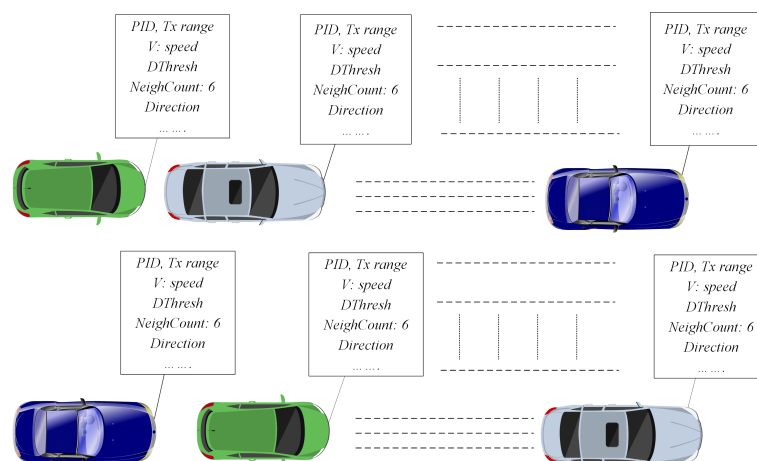 PID, Tx range
V: speed
DThresh
NeighCount: 6
Direction
… ….
PID, Tx range
V: speed
DThresh
NeighCount: 6
Direction
… ….
PID, Tx range
V: speed
DThresh
NeighCount: 6
Direction
… ….
PID, Tx range
V: speed
DThresh
NeighCount: 6
Direction
… ….
PID, Tx range
V: speed
DThresh
NeighCount: 6
Direction
… ….
PID, Tx range
V: speed
DThresh
NeighCount: 6
Direction
… ….